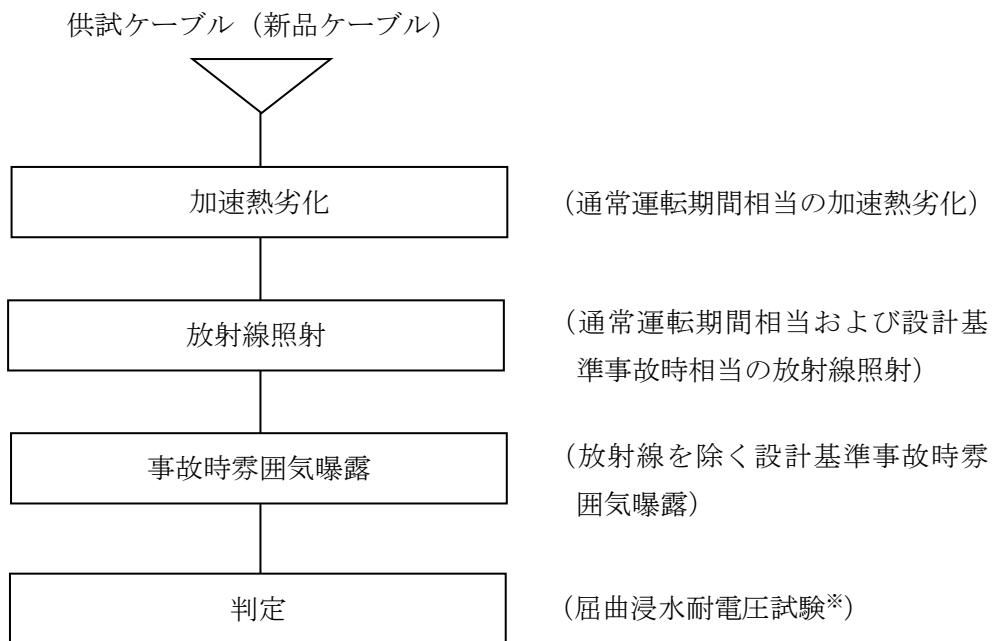 供試ケーブル（新品ケーブル）
加速熱劣化
（通常運転期間相当の加速熱劣化）
放射線照射
（通常運転期間相当および設計基
準事故時相当の放射線照射）
事故時雰囲気曝露
（放射線を除く設計基準事故時雰
囲気曝露）
判定
（屈曲浸水耐電圧試験※）